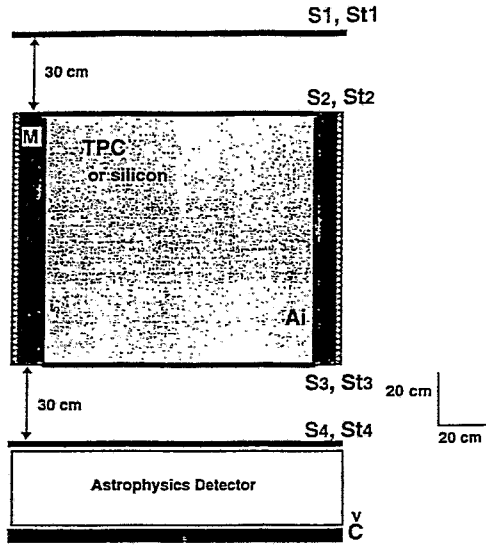 S1, St1
30 cm
S2, St2
M
TPC
or silicon
Ai
S3, St3
20 cm
30 cm
20 cm
S4, St4
Astrophysics Detector
v
C